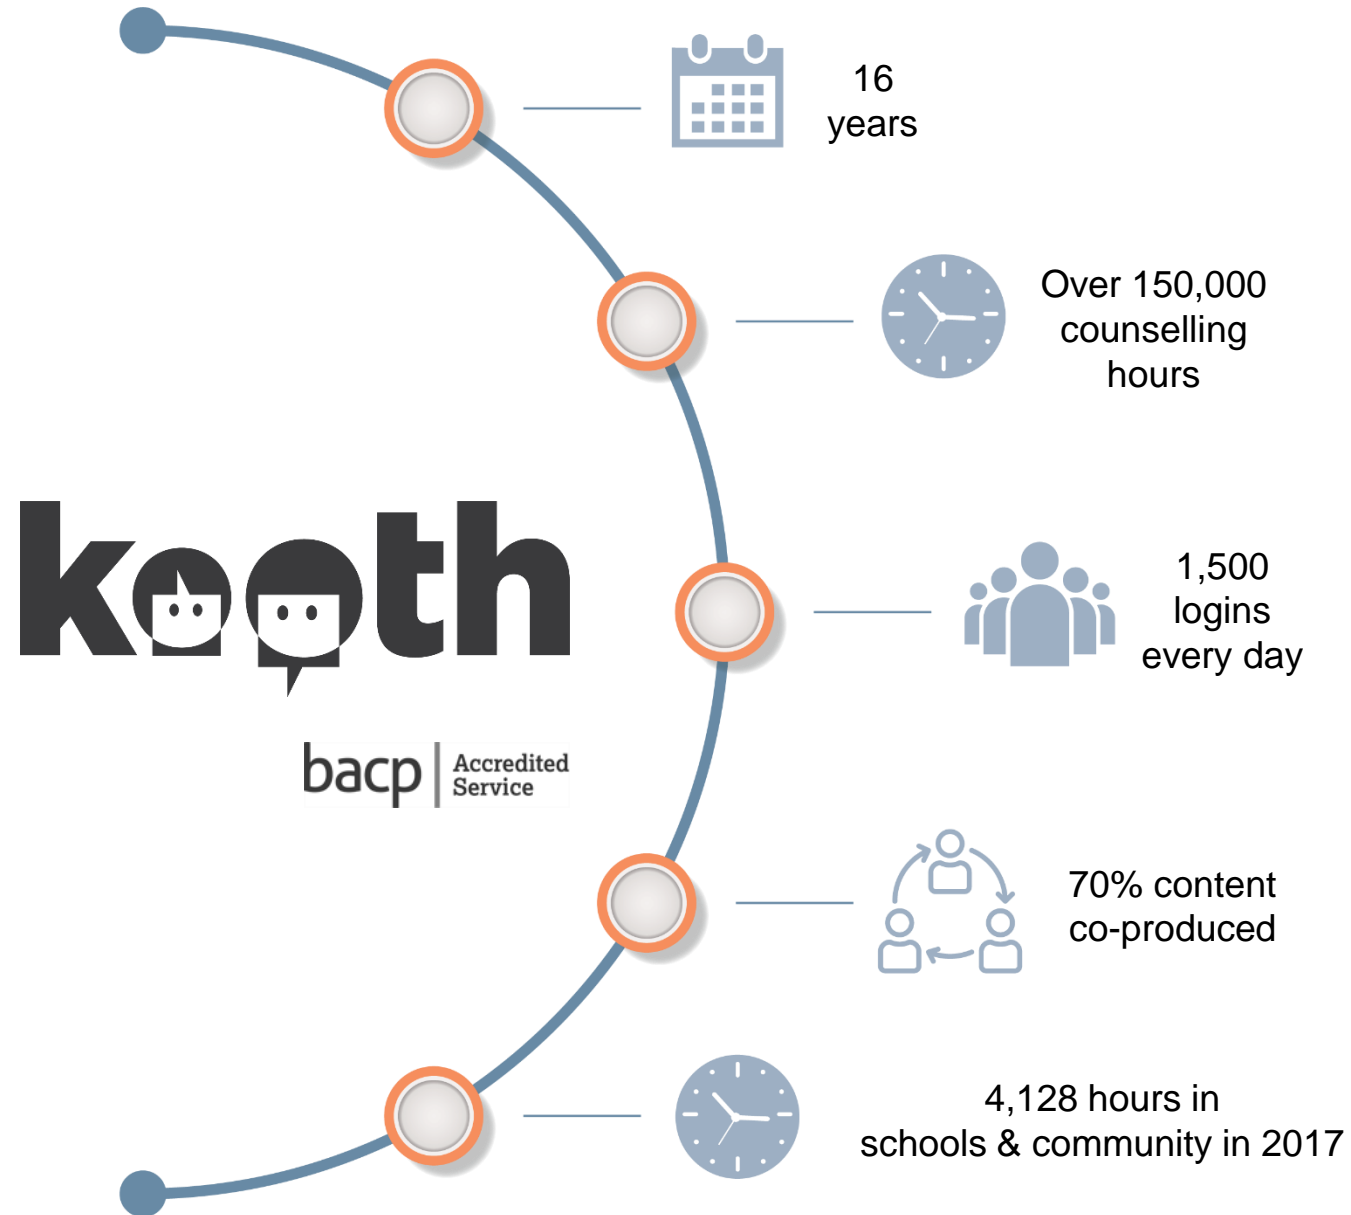 16
years
Over 150,000
counselling
hours
kooth
1,500
logins
every day
bacp
Accredited
Service
70% content
co-produced
4,128 hours in
schools & community in 2017